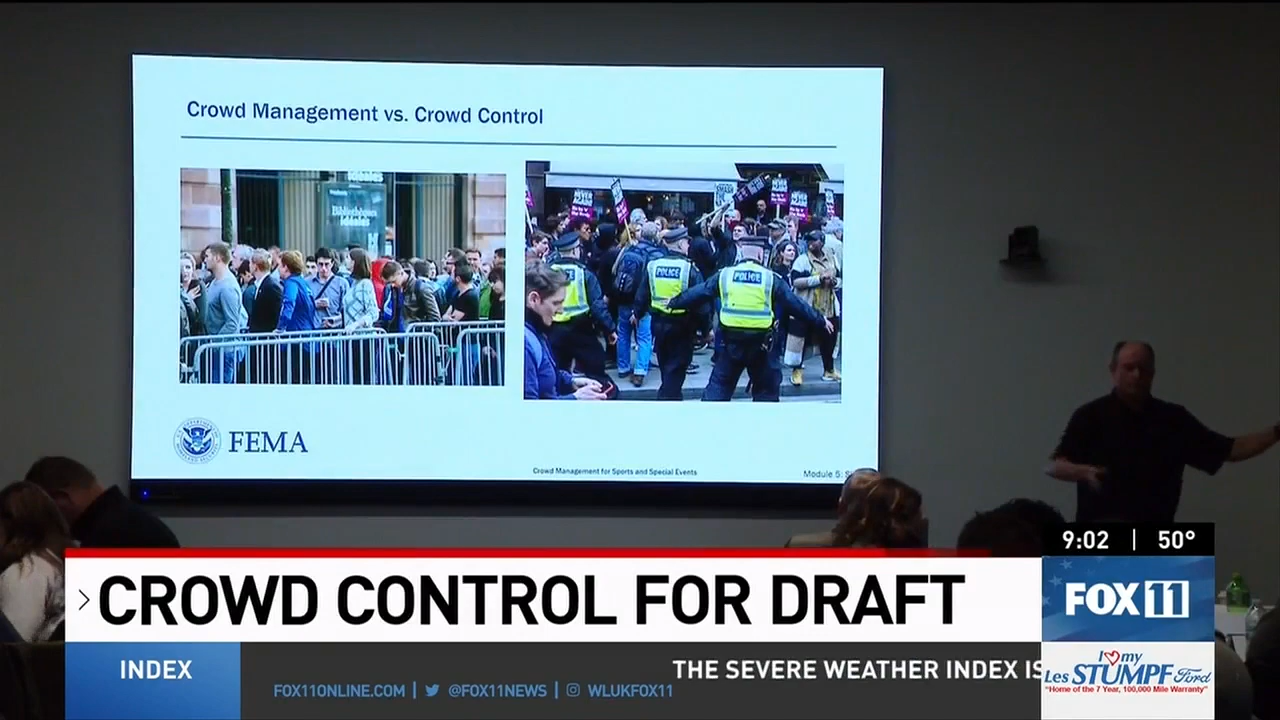 Crowd Management vs. Crowd Control
POLICE
POLICE
FEMA
Crowd Management for Sports and Special Events
Module 5:
CROWD CONTROL FOR DRAFT
9:02 | 50°
FOX 11
INDEX
THE SEVERE WEATHER INDEX IS
FOX11ONLINE.COM | @FOX11NEWS | WLUKFOX11
I my
Les STUMPF Ford
"Home of the 7 Year, 100,000 Mile Warranty"